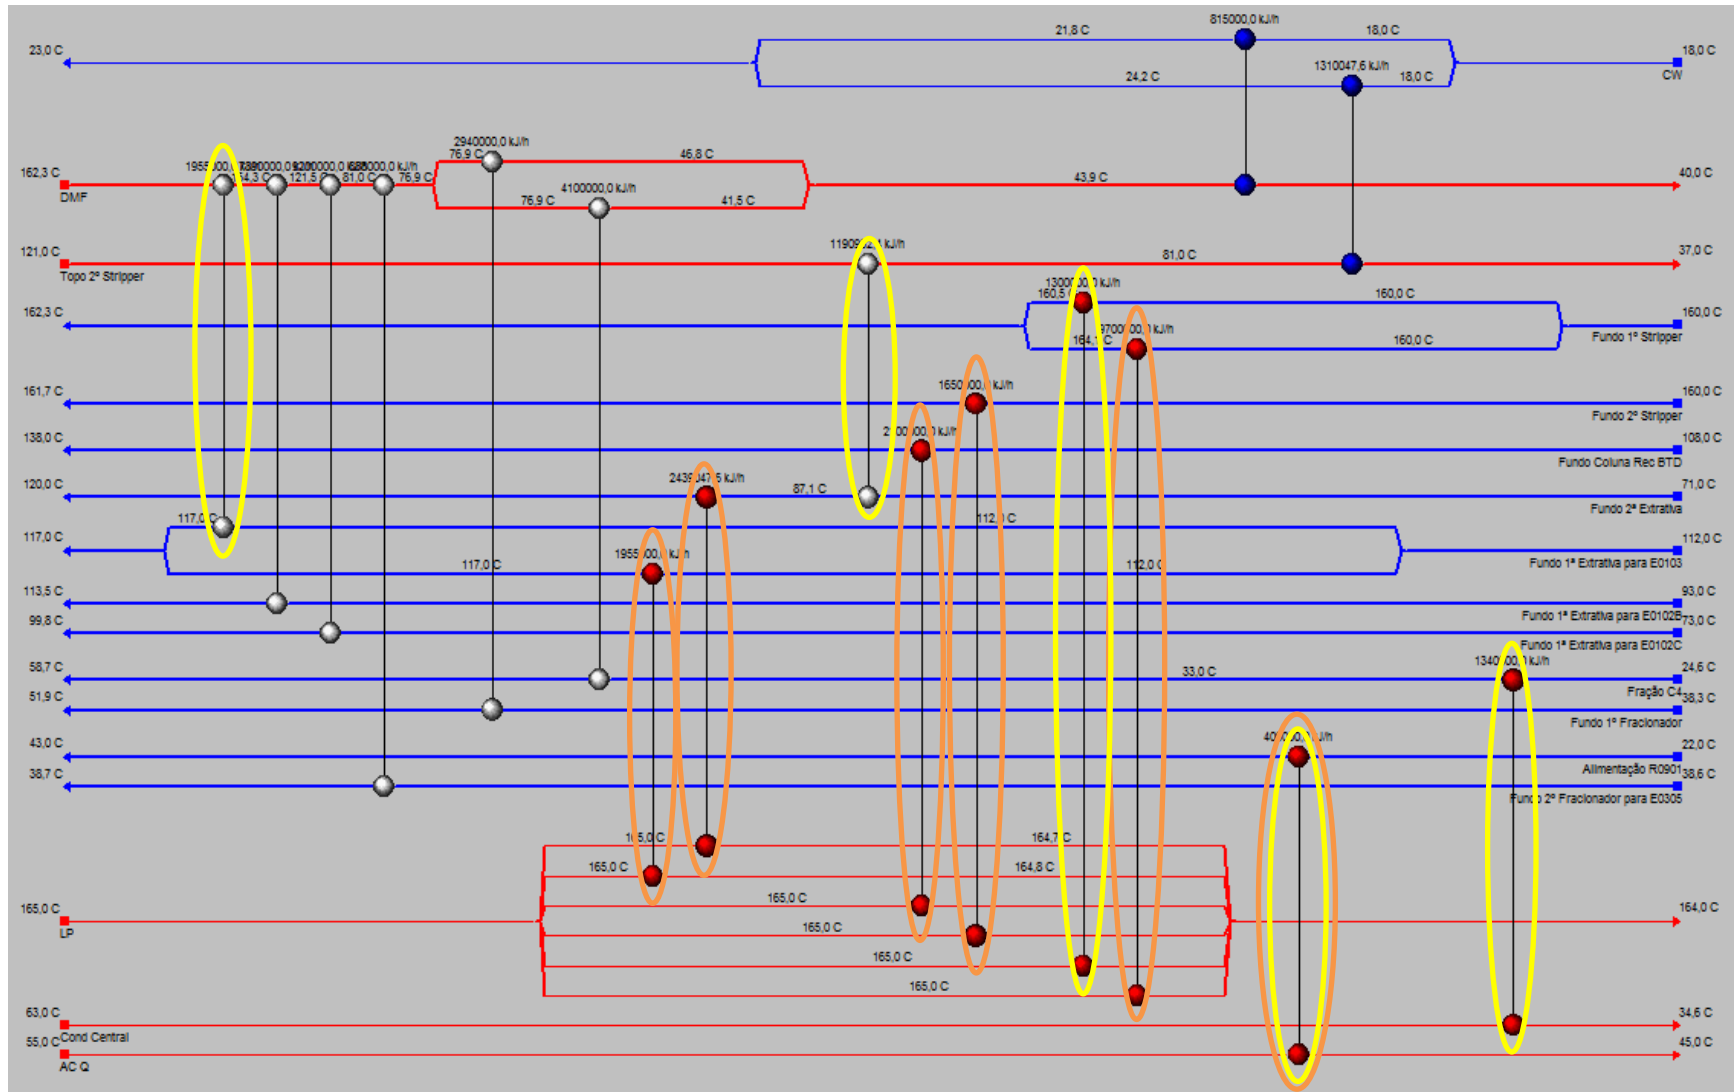 815000,0 kJ/h
21,8 C
18,0 C
23,0 C
18,0 C
CW
1310047,6 kJ/h
24,2 C
18,0 C
2940000,0 kJ/h
76,9 C
46,8 C
162,3 C
121,5
81,0 C
76,9 C
43,9 C
40,0 C
DMF
4100000,0 kJ/h
76,9 C
41,5 C
121,0 C
81,0 C
37,0 C
Topo 2º Stripper
160,0 C
162,3 C
160,0 C
160,0 C
Fundo 1º Stripper
161,7 C
160,0 C
Fundo 2º Stripper
138,0 C
108,0 C
Fundo Coluna Rec BTD
120,0 C
87,1 C
71,0 C
Fundo 2ª Extrativa
117,0 C
117,0 C
112,0 C
Fundo 1ª Extrativa para E0103
117,0 C
112,0 C
113,5 C
93,0 C
Fundo 1ª Extrativa para E0102B
99,8 C
73,0 C
Fundo 1ª Extrativa para E0102C
58,7 C
33,0 C
24,6 C
Fração C4
51,9 C
38,3 C
Fundo 1º Fracionador
43,0 C
22,0 C
Alimentação R0901
38,7 C
38,6 C
Fundo 2º Fracionador para E0305
165,0 C
164,7 C
165,0 C
164,8 C
165,0 C
165,0 C
164,0 C
LP
165,0 C
165,0 C
165,0 C
63,0 C
34,6 C
Cond Central
55,0 C
45,0 C
AC Q